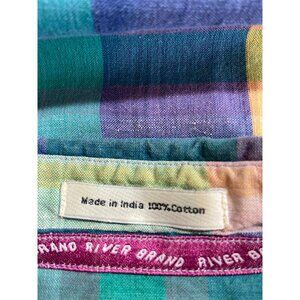 Made in India 100% Cotton
RAND RIVER BRAND RIVER B